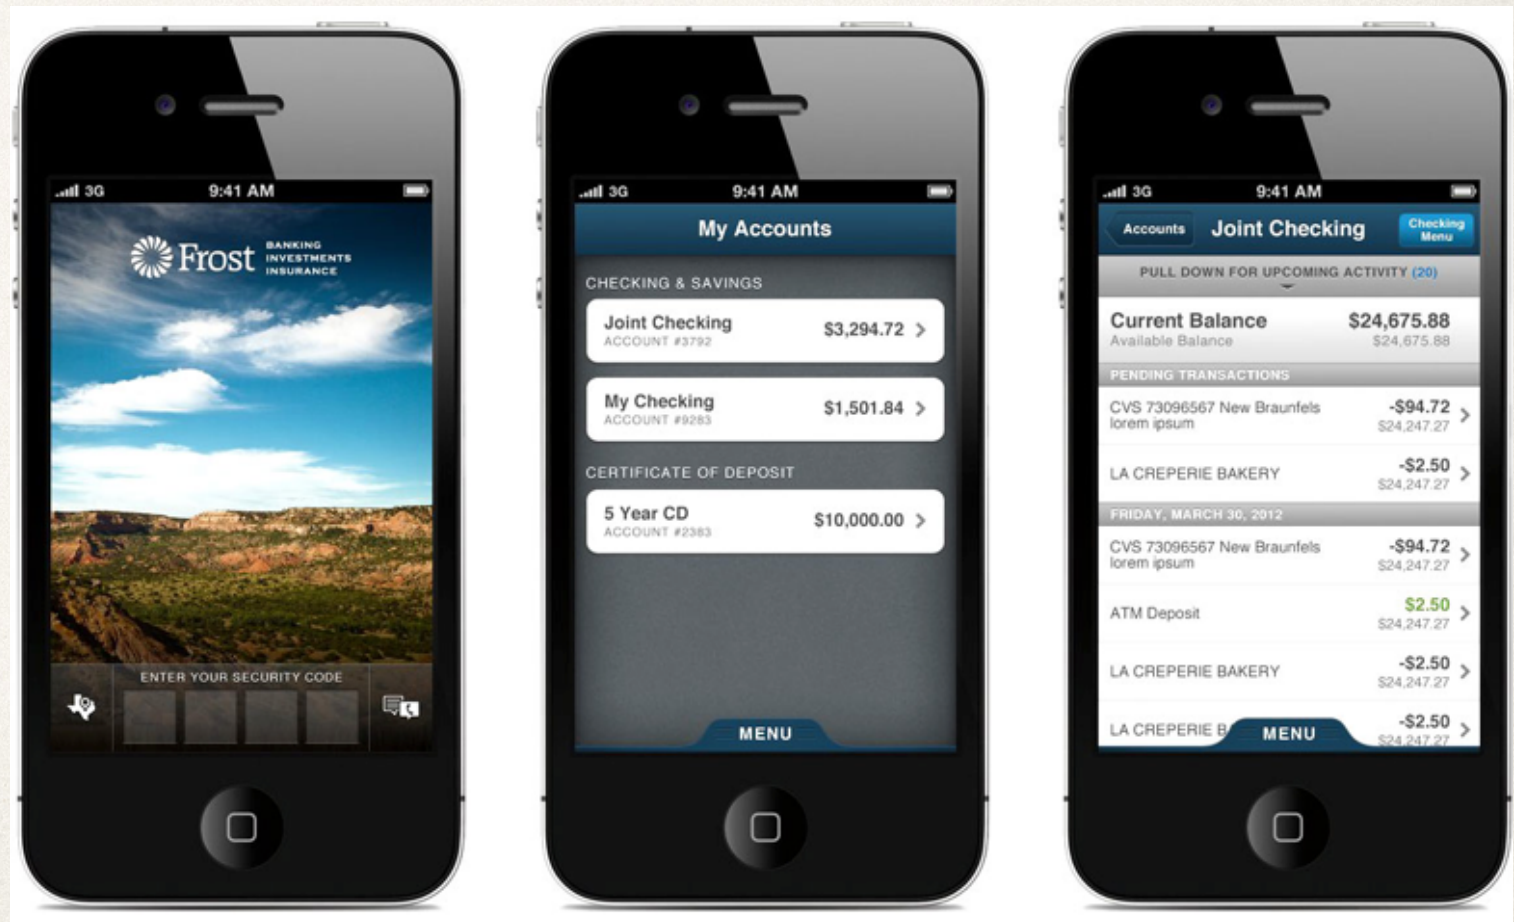 3G 9:41 AM
Frost BANKING
INVESTMENTS
INSURANCE
ENTER YOUR SECURITY CODE
3G 9:41 AM
My Accounts
CHECKING & SAVINGS
Joint Checking $3,294.72
ACCOUNT #3792
My Checking $1,501.84
ACCOUNT #9283
CERTIFICATE OF DEPOSIT
5 Year CD $10,000.00
ACCOUNT #2383
MENU
3G 9:41 AM
Accounts Joint Checking Checking Menu
PULL DOWN FOR UPCOMING ACTIVITY (20)
Current Balance $24,675.88
Available Balance $24,675.88
PENDING TRANSACTIONS
CVS 73096567 New Braunfels -$94.72
lorem ipsum $24,247.27
LA CREPERIE BAKERY -$2.50
$24,247.27
FRIDAY, MARCH 30, 2012
CVS 73096567 New Braunfels -$94.72
lorem ipsum $24,247.27
ATM Deposit $2.50
$24,247.27
LA CREPERIE BAKERY -$2.50
$24,247.27
LA CREPERIE B -$2.50
$24,247.27
MENU